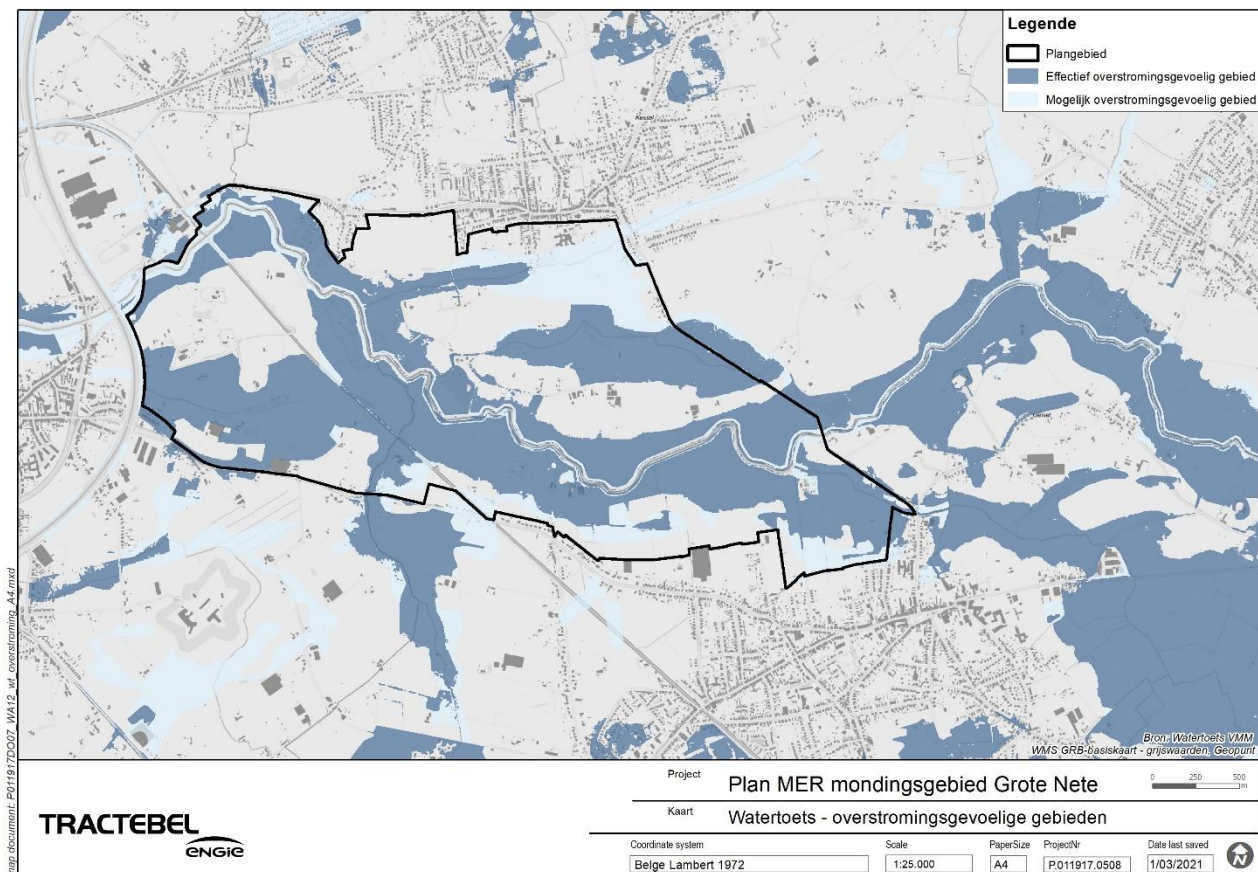 Legende
Plangebied
Effectief overstromingsgevoelig gebied
Mogelijk overstromingsgevoelig gebied
Kessel
Bron: Watertoets VMM
WMS GRB-basiskaart - grijswaarden, Geopunt
map document: P011917DO07_WA12_wt_overstroming_A4.mxd
Project
Plan MER mondingsgebied Grote Nete
0 250 500
m
Kaart
Watertoets - overstromingsgevoelige gebieden
TRACTEBEL
ENGIE
Coordinate system
Scale
PaperSize
ProjectNr
Date last saved
Belge Lambert 1972
1:25.000
A4
P.011917.0508
1/03/2021
N